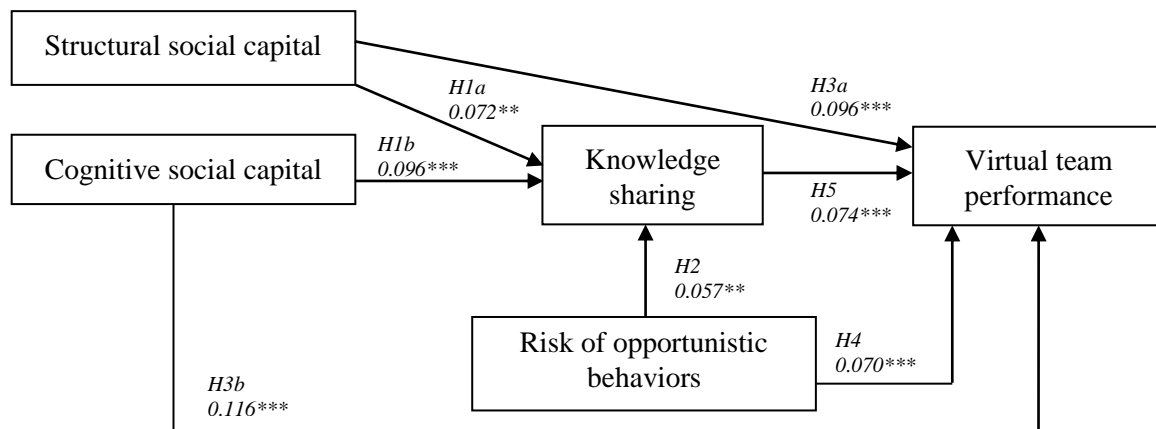 Structural social capital
H1a
0.072**
H3a
0.096***
Cognitive social capital
H1b
0.096***
Knowledge
sharing
H5
0.074***
Virtual team
performance
H2
0.057**
Risk of opportunistic
behaviors
H4
0.070***
H3b
0.116***